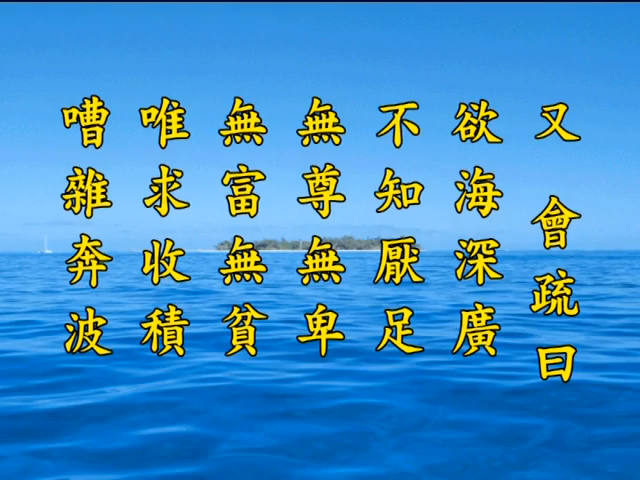 又會疏曰
欲海深廣
不知厭足
無尊無卑
無富無貧
唯求收積
嘈雜奔波